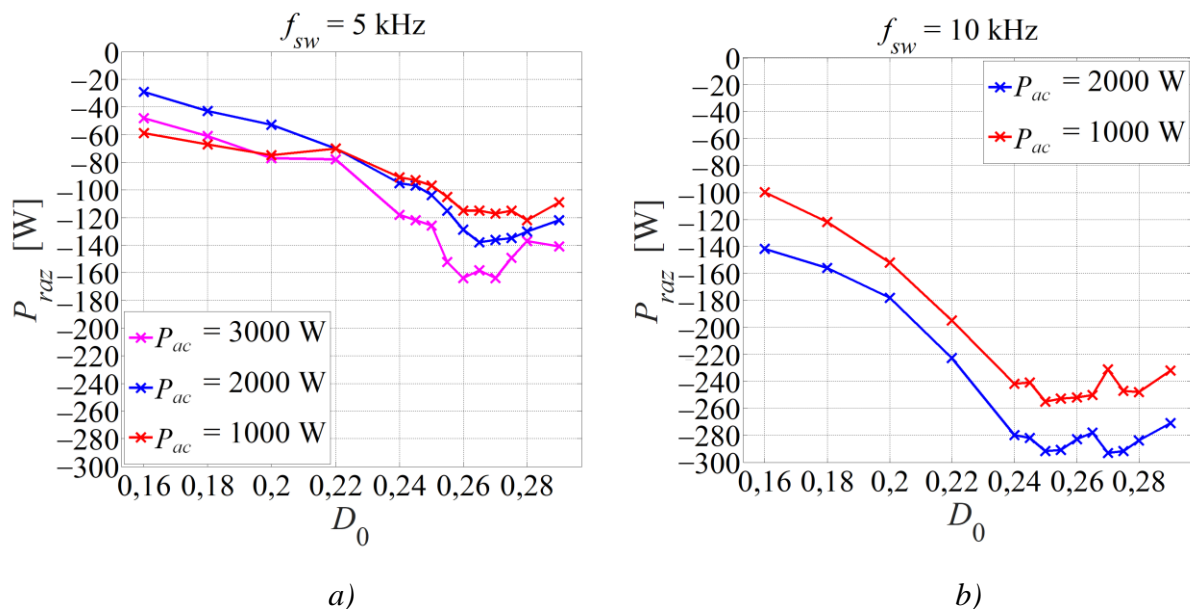 f_sw = 5 kHz
0
−20
−40
−60
−80
−100
−120
−140
−160
−180
−200
−220
−240
−260
−280
−300
P_raz [W]
P_ac = 3000 W
P_ac = 2000 W
P_ac = 1000 W
0,16 0,18 0,2 0,22 0,24 0,26 0,28
D_0
a)
f_sw = 10 kHz
0
−20
−40
−60
−80
−100
−120
−140
−160
−180
−200
−220
−240
−260
−280
−300
P_raz [W]
P_ac = 2000 W
P_ac = 1000 W
0,16 0,18 0,2 0,22 0,24 0,26 0,28
D_0
b)